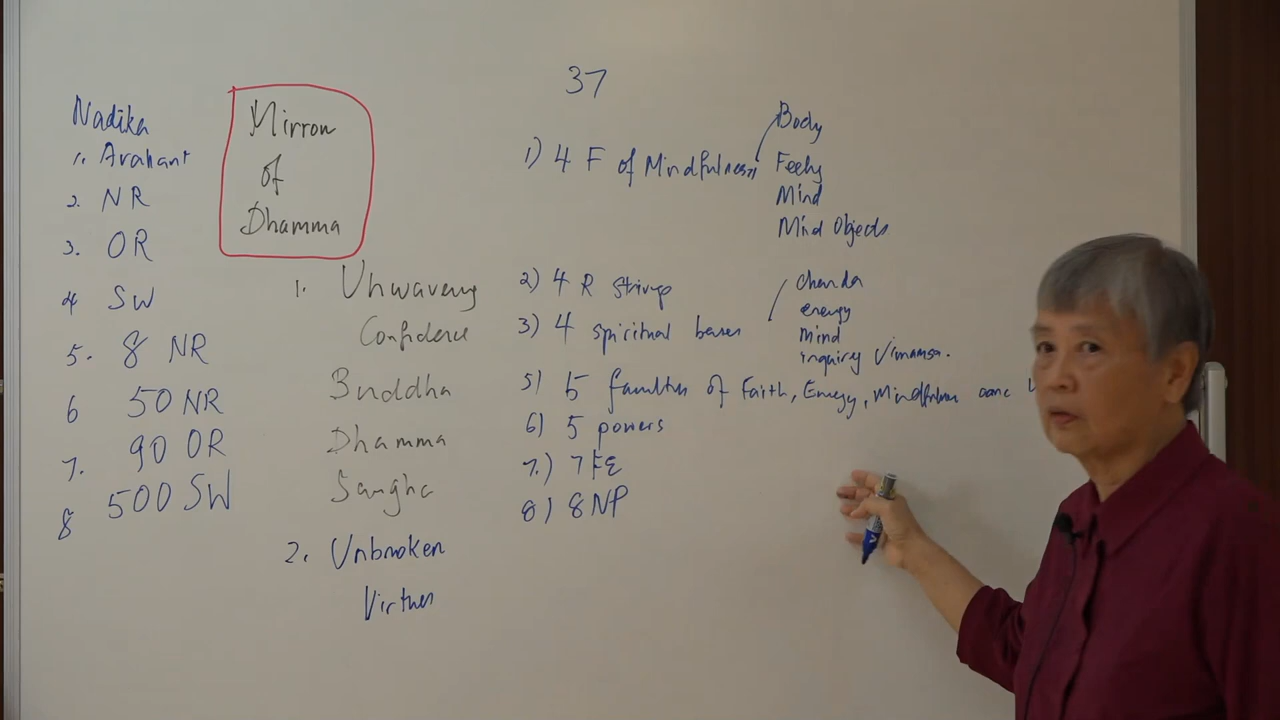 Nadika
1. Arahant
2. NR
3. OR
4 SW
5. 8 NR
6 50 NR
7. 90 OR
8 500 SW
Mirror
of
Dhamma
1. Unwavering
Confidence
Buddha
Dhamma
Sangha
2. Unbroken
Virtues
37
1) 4 F of Mindfulness
Body
Feeling
Mind
Mind Objects
2) 4 R Strivings
3) 4 Spiritual bases
Chanda
energy
Mind
inquiry Vimamsa.
5) 5 faculties of Faith, Energy, Mindfulness conc
6) 5 powers
7.) 7 FE
8) 8 NP